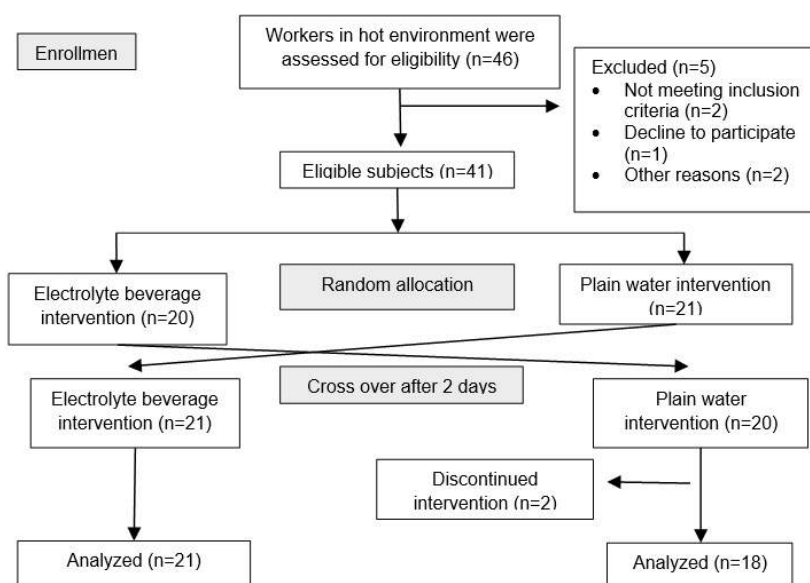 Enrollmen
Workers in hot environment were
assessed for eligibility (n=46)
Excluded (n=5)
• Not meeting inclusion
criteria (n=2)
• Decline to participate
(n=1)
• Other reasons (n=2)
Eligible subjects (n=41)
Electrolyte beverage
intervention (n=20)
Random allocation
Plain water intervention
(n=21)
Cross over after 2 days
Electrolyte beverage
intervention (n=21)
Plain water
intervention (n=20)
Discontinued
intervention (n=2)
Analyzed (n=21)
Analyzed (n=18)